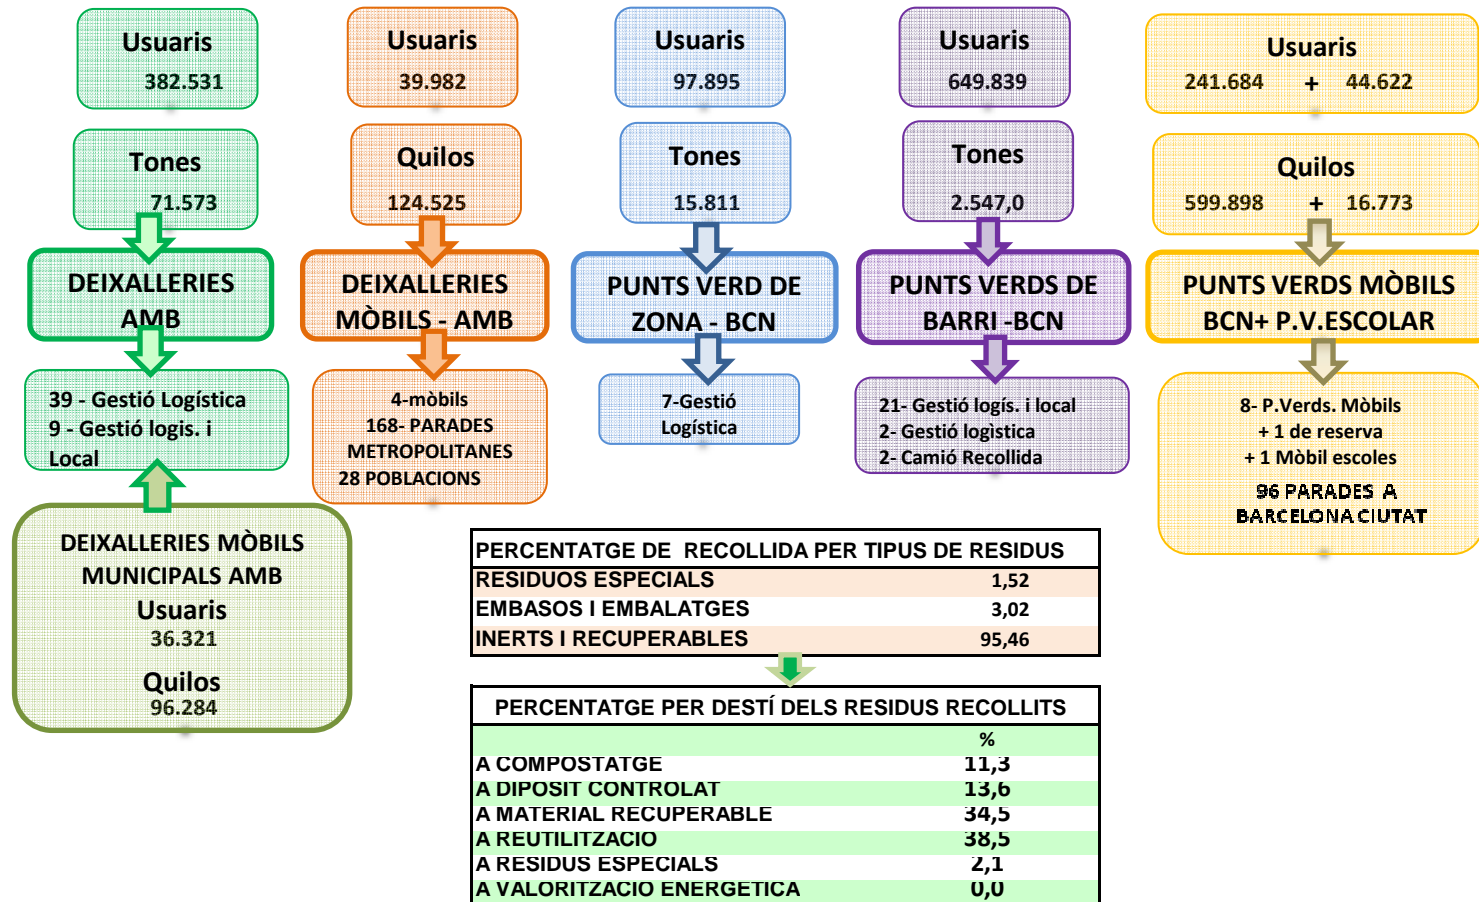 Usuaris
382.531
Tones
71.573
DEIXALLERIES
AMB
39 - Gestió Logística
9 - Gestió logis. i
Local
DEIXALLERIES MÒBILS
MUNICIPALS AMB
Usuaris
36.321
Quilos
96.284
Usuaris
39.982
Quilos
124.525
DEIXALLERIES
MÒBILS - AMB
4-mòbils
168- PARADES
METROPOLITANES
28 POBLACIONS
Usuaris
97.895
Tones
15.811
PUNTS VERD DE
ZONA - BCN
7-Gestió
Logística
Usuaris
649.839
Tones
2.547,0
PUNTS VERDS DE
BARRI -BCN
21- Gestió logís. i local
2- Gestió logìstica
2- Camió Recollida
Usuaris
241.684 + 44.622
Quilos
599.898 + 16.773
PUNTS VERDS MÒBILS
BCN+ P.V.ESCOLAR
8- P.Verds. Mòbils
+ 1 de reserva
+ 1 Mòbil escoles
96 PARADES A
BARCELONA CIUTAT
PERCENTATGE DE RECOLLIDA PER TIPUS DE RESIDUS
RESIDUOS ESPECIALS 1,52
EMBASOS I EMBALATGES 3,02
INERTS I RECUPERABLES 95,46
PERCENTATGE PER DESTÍ DELS RESIDUS RECOLLITS
%
A COMPOSTATGE 11,3
A DIPOSIT CONTROLAT 13,6
A MATERIAL RECUPERABLE 34,5
A REUTILITZACIO 38,5
A RESIDUS ESPECIALS 2,1
A VALORITZACIO ENERGETICA 0,0